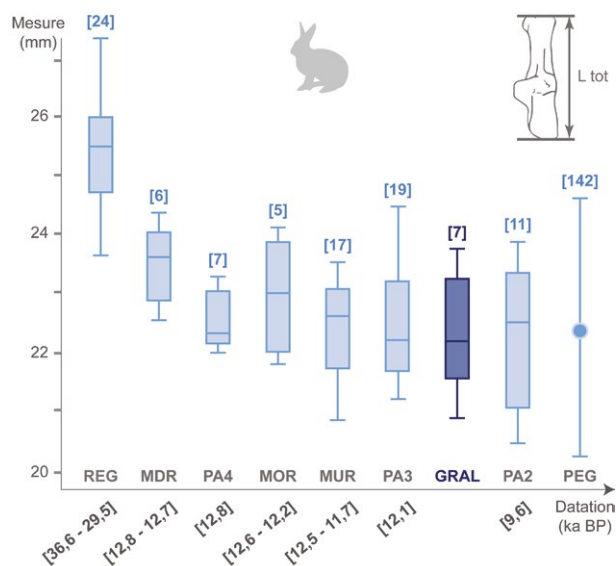 Mesure
(mm)
[24]
L tot
26
[6]
[7]
[5]
[17]
[19]
[7]
[11]
[142]
24
22
20
REG MDR PA4 MOR MUR PA3 GRAL PA2 PEG
[36,6 - 29,5]
[12,8 - 12,7]
[12,8]
[12,6 - 12,2]
[12,5 - 11,7]
[12,1]
[9,6]
Datation
(ka BP)